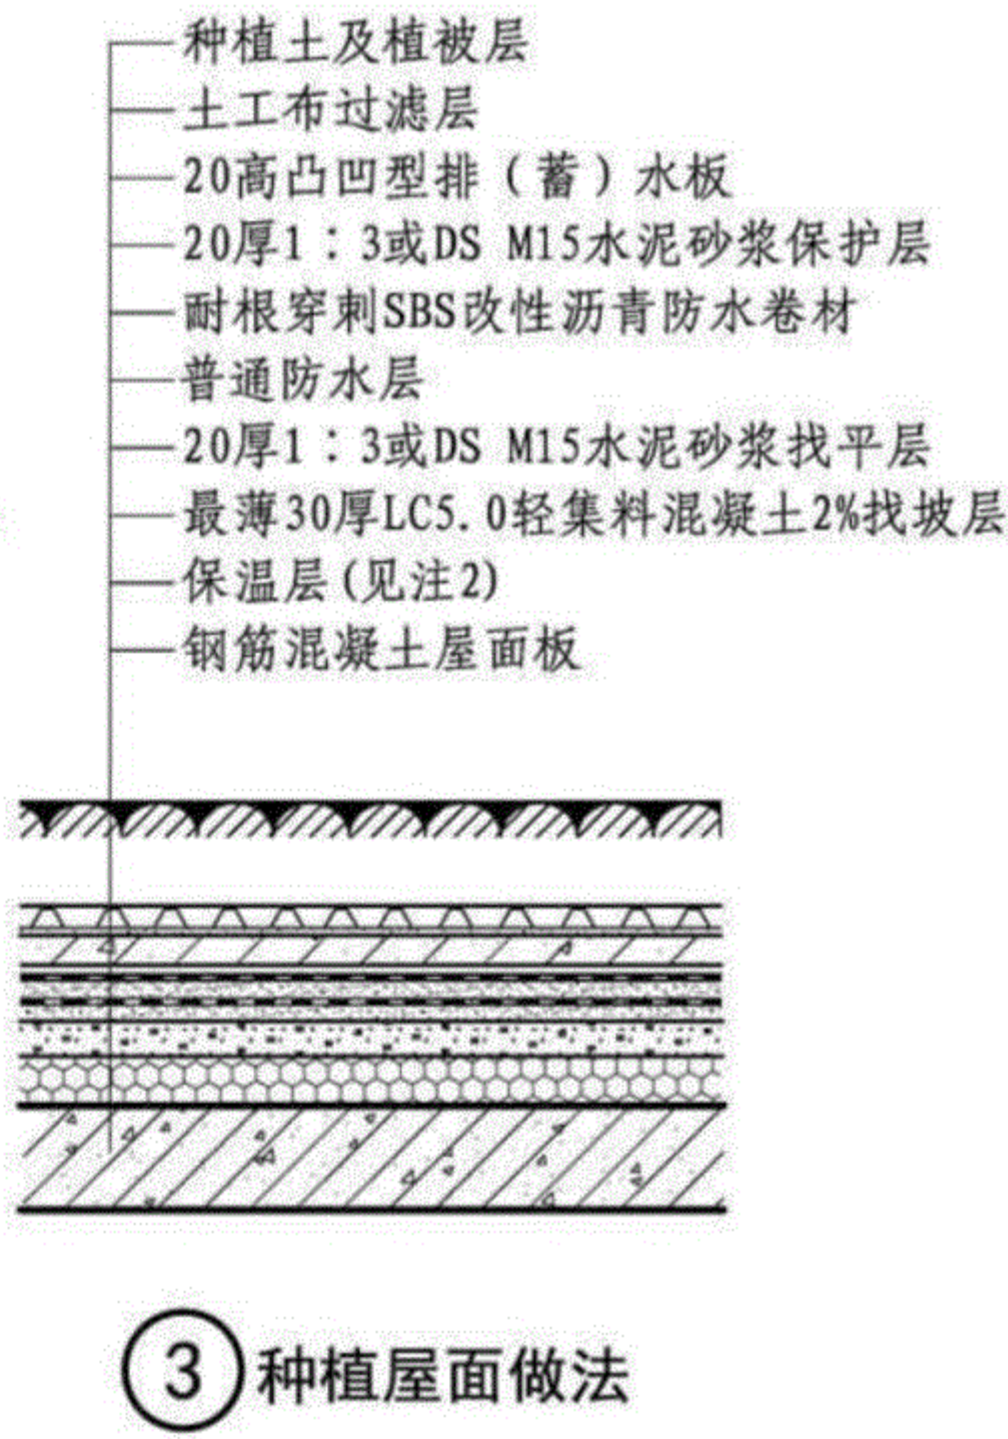 种植土及植被层
土工布过滤层
20高凸凹型排（蓄）水板
20厚1：3或DS M15水泥砂浆保护层
耐根穿刺SBS改性沥青防水卷材
普通防水层
20厚1：3或DS M15水泥砂浆找平层
最薄30厚LC5.0轻集料混凝土2%找坡层
保温层(见注2)
钢筋混凝土屋面板
3 种植屋面做法